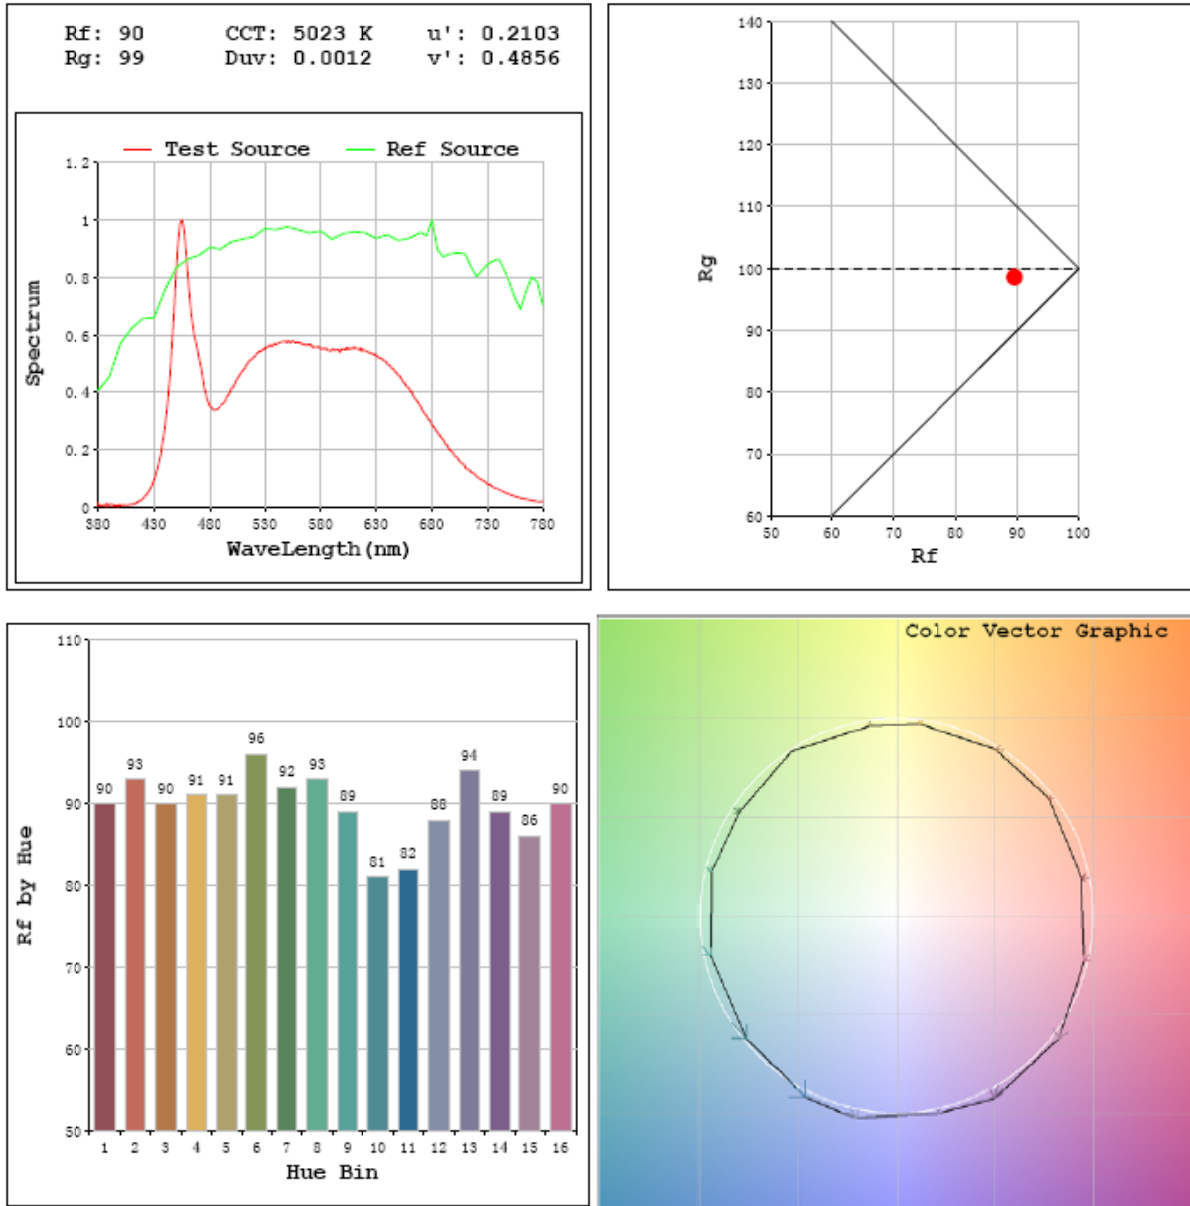 Rf: 90 CCT: 5023 K u': 0.2103
Rg: 99 Duv: 0.0012 v': 0.4856
Test Source Ref Source
1.2
1
0.8
0.6
0.4
0.2
0
Spectrum
380 430 480 530 580 630 680 730 780
WaveLength(nm)
140
130
120
110
100
90
80
70
60
Rg
50 60 70 80 90 100
Rf
110
100
90
80
70
60
50
Rf by Hue
90 93 90 91 91 96 92 93 89 81 82 88 94 89 86 90
1 2 3 4 5 6 7 8 9 10 11 12 13 14 15 16
Hue Bin
Color Vector Graphic